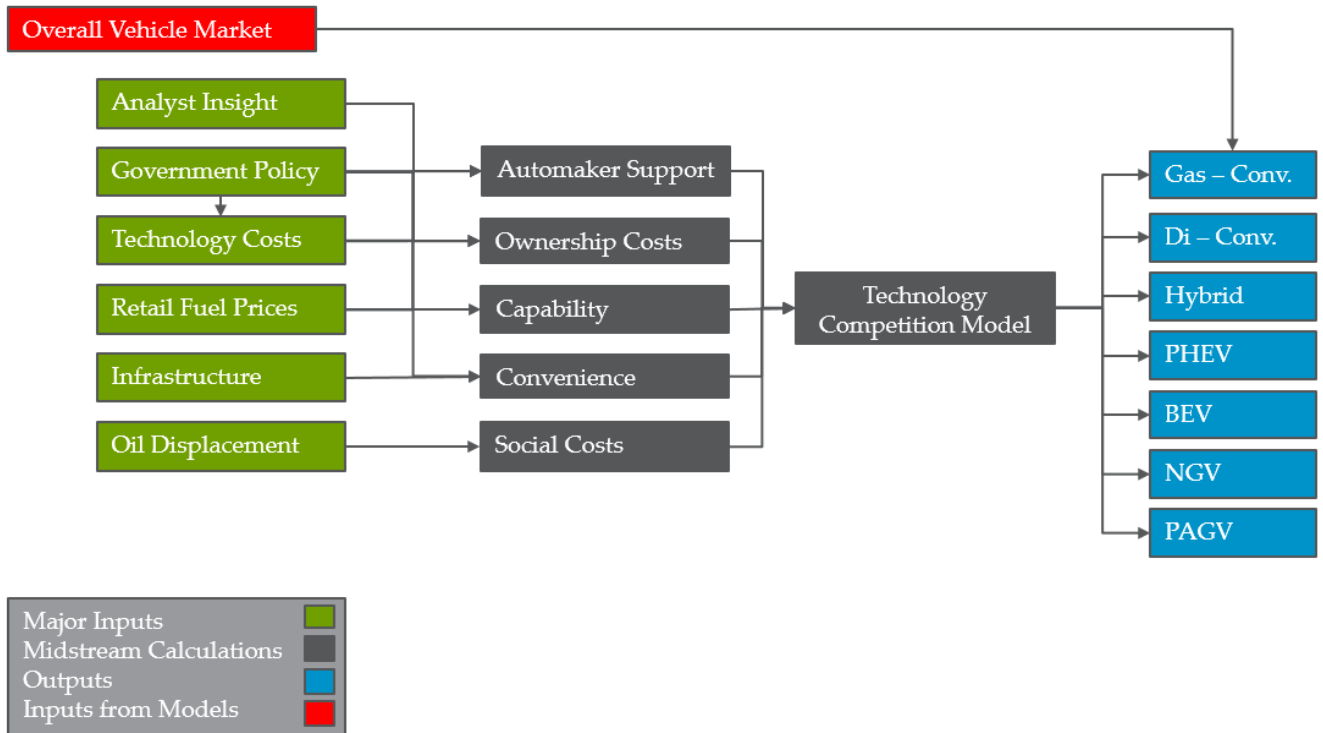 Overall Vehicle Market
Analyst Insight
Government Policy
Technology Costs
Retail Fuel Prices
Infrastructure
Oil Displacement
Automaker Support
Ownership Costs
Capability
Convenience
Social Costs
Technology
Competition Model
Gas – Conv.
Di – Conv.
Hybrid
PHEV
BEV
NGV
PAGV
Major Inputs
Midstream Calculations
Outputs
Inputs from Models